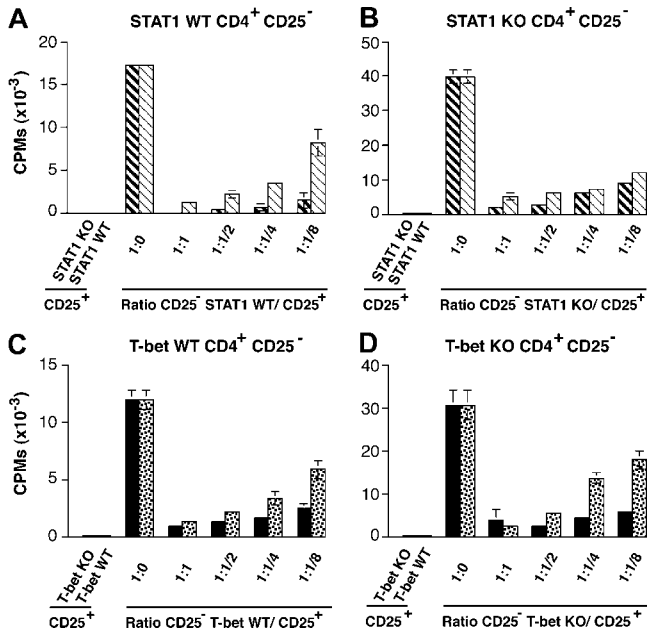 A
STAT1 WT CD4+ CD25-
CPMs (x10-3)
20
15
10
5
0
STAT1 KO
STAT1 WT
1:0
1:1
1:1/2
1:1/4
1:1/8
CD25+
Ratio CD25- STAT1 WT/ CD25+
B
STAT1 KO CD4+ CD25-
50
40
30
20
10
0
STAT1 KO
STAT1 WT
1:0
1:1
1:1/2
1:1/4
1:1/8
CD25+
Ratio CD25- STAT1 KO/ CD25+
C
T-bet WT CD4+ CD25-
CPMs (x10-3)
15
10
5
0
T-bet KO
T-bet WT
1:0
1:1
1:1/2
1:1/4
1:1/8
CD25+
Ratio CD25- T-bet WT/ CD25+
D
T-bet KO CD4+ CD25-
40
30
20
10
0
T-bet KO
T-bet WT
1:0
1:1
1:1/2
1:1/4
1:1/8
CD25+
Ratio CD25- T-bet KO/ CD25+